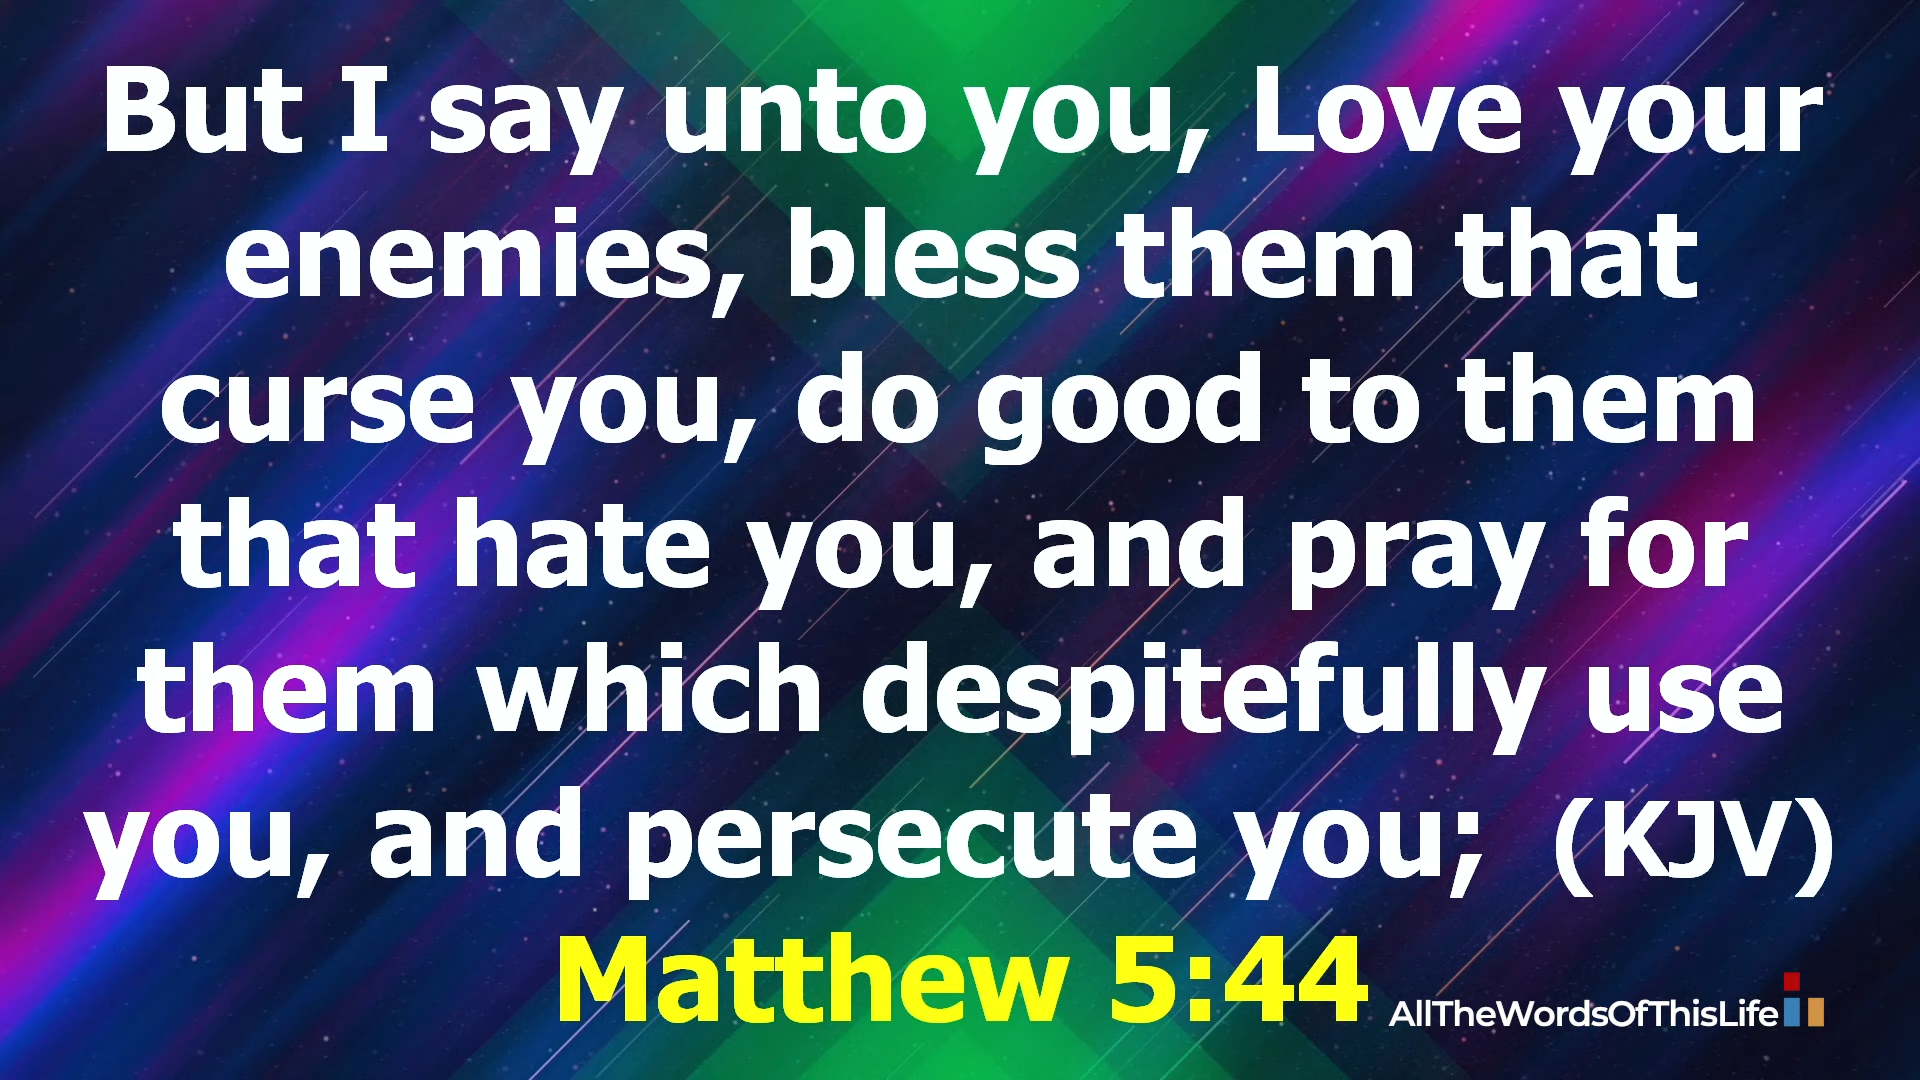 But I say unto you, Love your
enemies, bless them that
curse you, do good to them
that hate you, and pray for
them which despitefully use
you, and persecute you;  (KJV)
Matthew 5:44
AllTheWordsOfThisLife